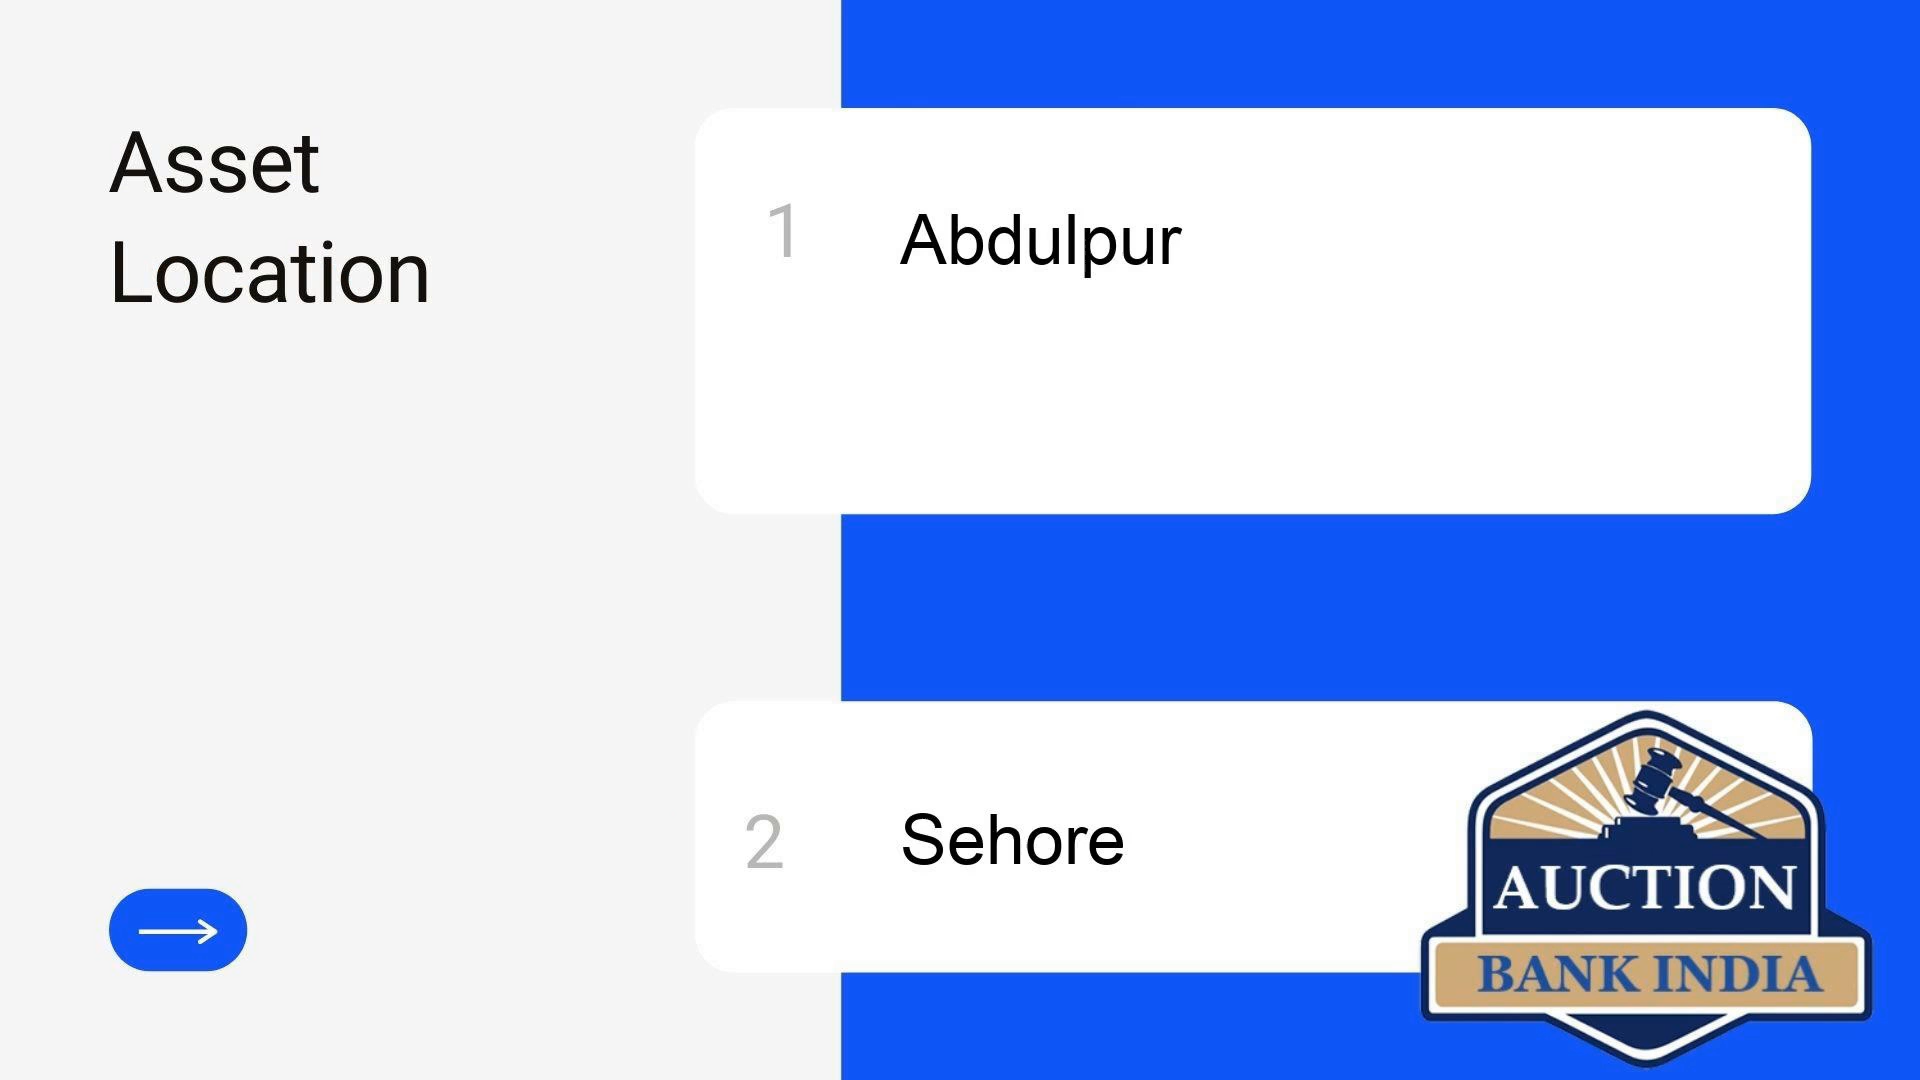 Asset
Location
1
Abdulpur
2
Sehore
AUCTION
BANK INDIA